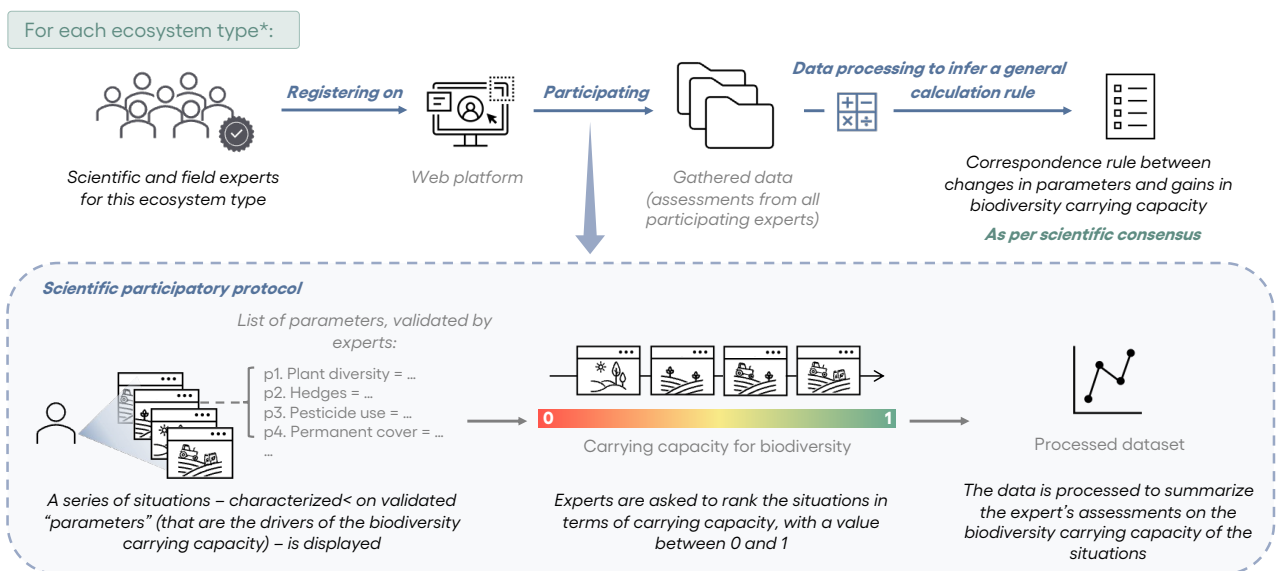 For each ecosystem type*:
Registering on
Participating
Data processing to infer a general
calculation rule
Scientific and field experts
for this ecosystem type
Web platform
Gathered data
(assessments from all
participating experts)
Correspondence rule between
changes in parameters and gains in
biodiversity carrying capacity
As per scientific consensus
Scientific participatory protocol
List of parameters, validated by
experts:
p1. Plant diversity = ...
p2. Hedges = ...
p3. Pesticide use = ...
p4. Permanent cover = ...
...
0
1
Carrying capacity for biodiversity
Processed dataset
A series of situations – characterized< on validated
“parameters” (that are the drivers of the biodiversity
carrying capacity) – is displayed
Experts are asked to rank the situations in
terms of carrying capacity, with a value
between 0 and 1
The data is processed to summarize
the expert’s assessments on the
biodiversity carrying capacity of the
situations